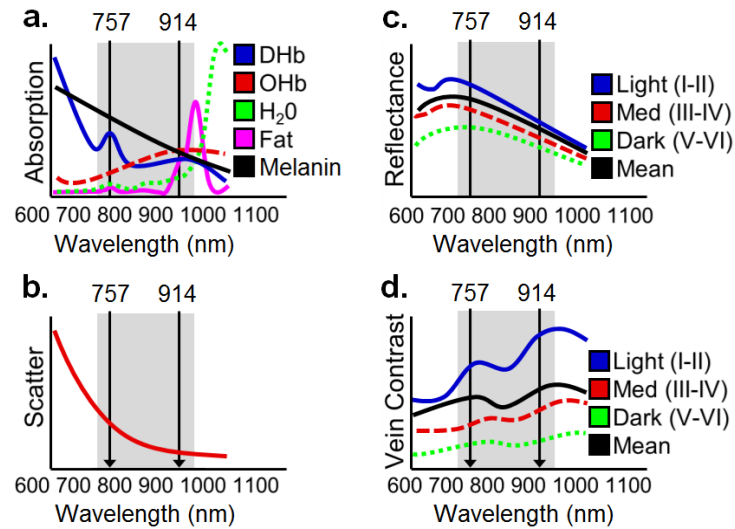 a.
757 914
Absorption
DHb
OHb
H₂0
Fat
Melanin
600 700 800 900 1000 1100
Wavelength (nm)
b.
757 914
Scatter
600 700 800 900 1000 1100
Wavelength (nm)
c.
757 914
Reflectance
Light (I-II)
Med (III-IV)
Dark (V-VI)
Mean
600 700 800 900 1000 1100
Wavelength (nm)
d.
757 914
Vein Contrast
Light (I-II)
Med (III-IV)
Dark (V-VI)
Mean
600 700 800 900 1000 1100
Wavelength (nm)